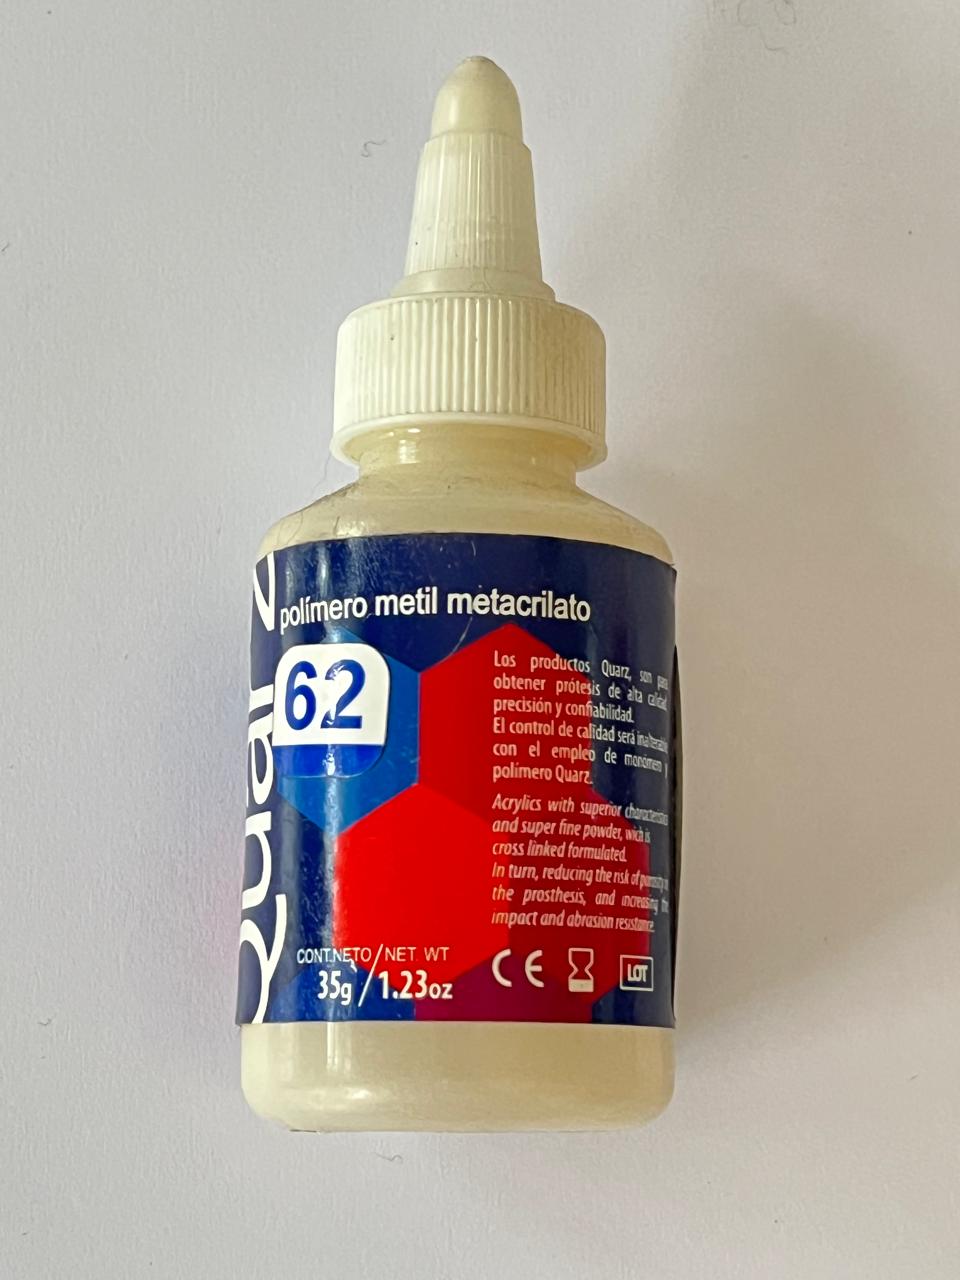 Quarz
polímero metil metacrilato
62
Los productos Quarz, son para
obtener prótesis de alta calidad,
precisión y confiabilidad.
El control de calidad será inalterable
con el empleo de monómero y
polímero Quarz.
Acrylics with superior characteristics
and super fine powder, wich is
cross linked formulated.
In turn, reducing the risk of porosity in
the prosthesis, and increasing the
impact and abrasion resistance.
CONT.NETO/NET. WT
35g/1.23oz
CE
LOT